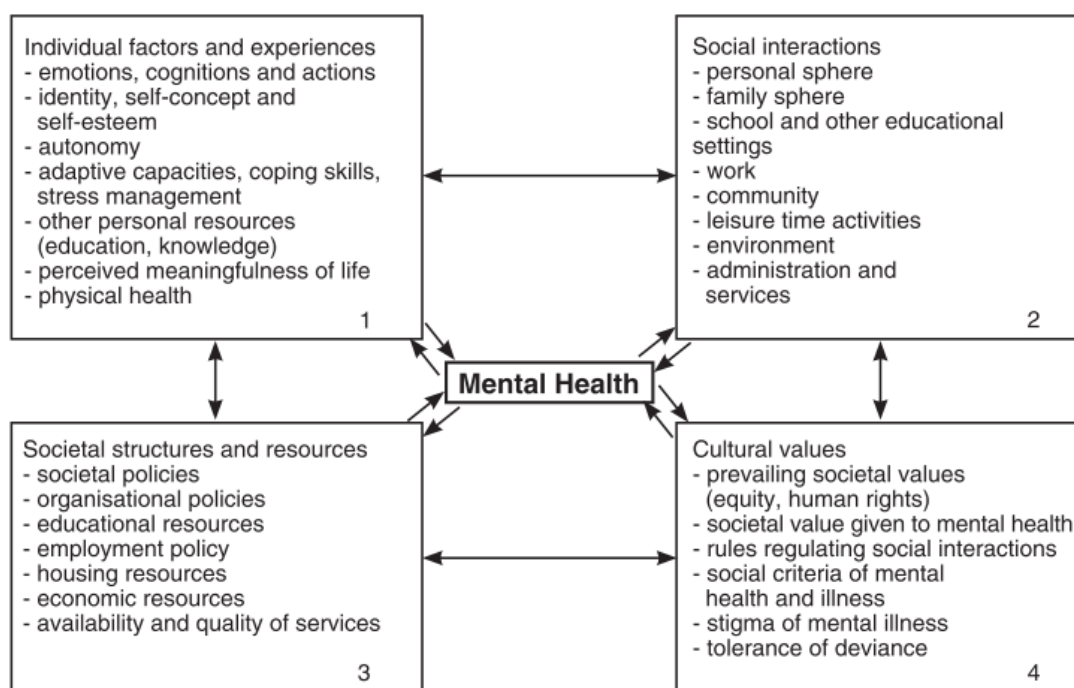 Individual factors and experiences
- emotions, cognitions and actions
- identity, self-concept and
self-esteem
- autonomy
- adaptive capacities, coping skills,
stress management
- other personal resources
(education, knowledge)
- perceived meaningfulness of life
- physical health
1
Social interactions
- personal sphere
- family sphere
- school and other educational
settings
- work
- community
- leisure time activities
- environment
- administration and
services
2
Mental Health
Societal structures and resources
- societal policies
- organisational policies
- educational resources
- employment policy
- housing resources
- economic resources
- availability and quality of services
3
Cultural values
- prevailing societal values
(equity, human rights)
- societal value given to mental health
- rules regulating social interactions
- social criteria of mental
health and illness
- stigma of mental illness
- tolerance of deviance
4